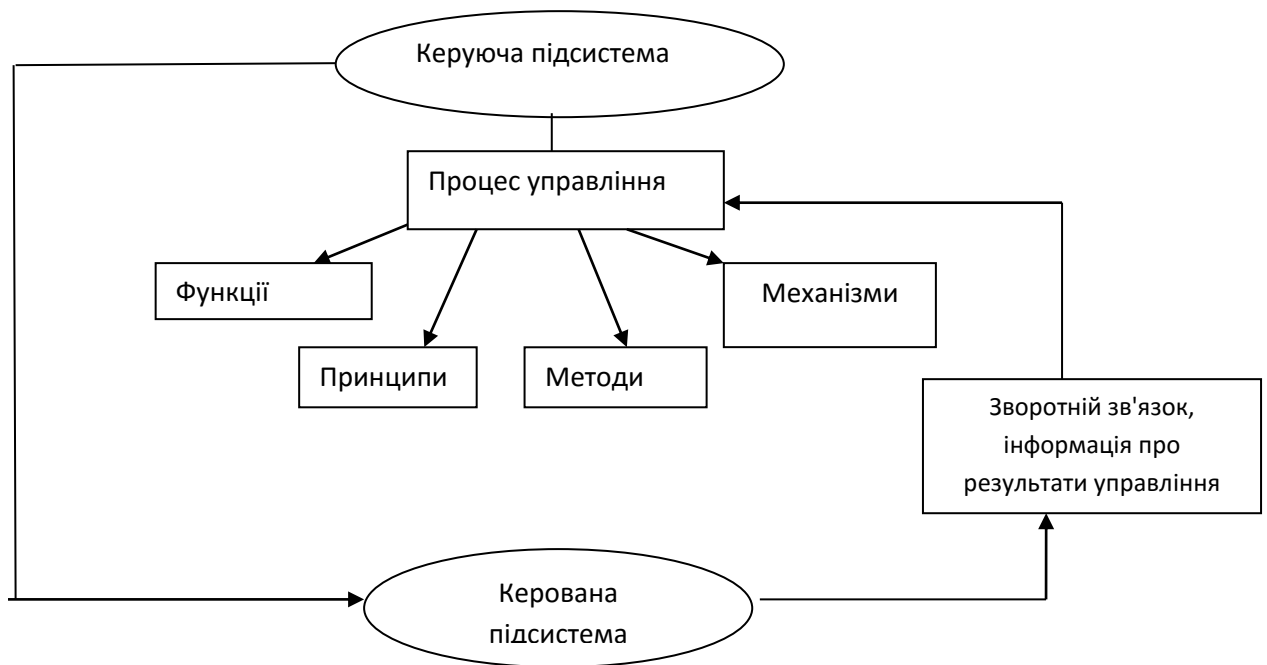 Керуюча підсистема
Процес управління
Функції
Механізми
Принципи
Методи
Зворотній зв'язок,
інформація про
результати управління
Керована
підсистема